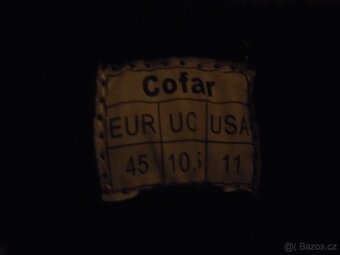 Cofar
EUR UC USA
45 10.5 11
@( Bazos.cz